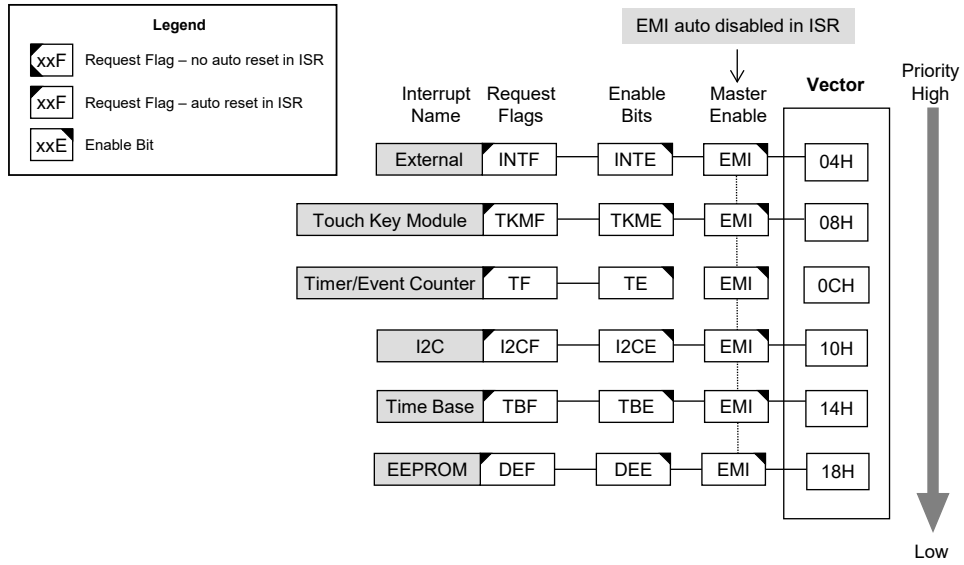 Legend
xxF Request Flag – no auto reset in ISR
xxF Request Flag – auto reset in ISR
xxE Enable Bit
EMI auto disabled in ISR
Interrupt Name
Request Flags
Enable Bits
Master Enable
Vector
Priority High
External INTF INTE EMI 04H
Touch Key Module TKMF TKME EMI 08H
Timer/Event Counter TF TE EMI 0CH
I2C I2CF I2CE EMI 10H
Time Base TBF TBE EMI 14H
EEPROM DEF DEE EMI 18H
Low